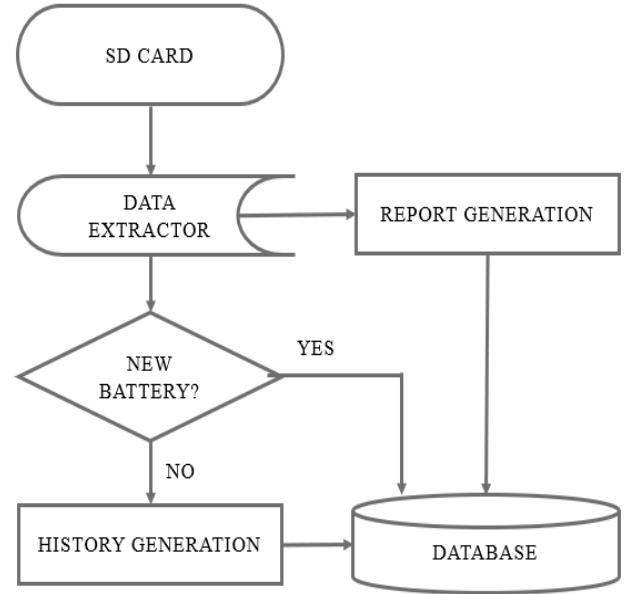 SD CARD
DATA
EXTRACTOR
REPORT GENERATION
NEW
BATTERY?
YES
NO
HISTORY GENERATION
DATABASE